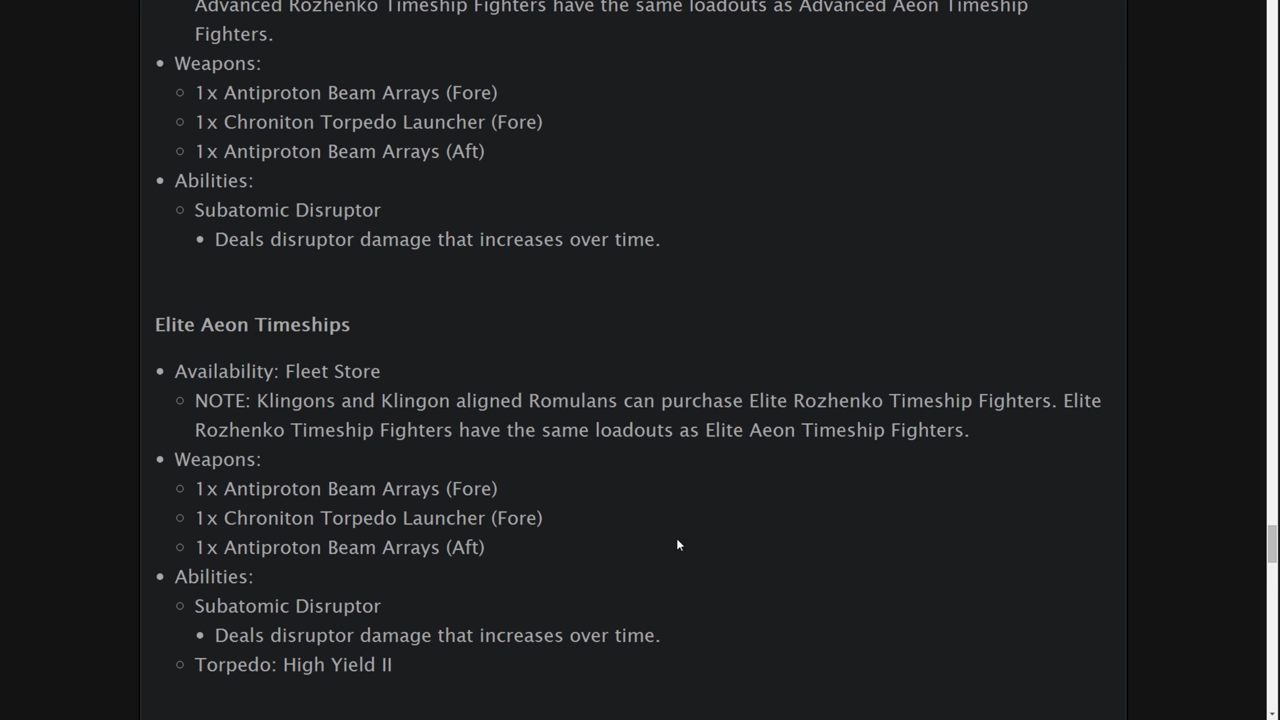 Advanced Rozhenko Timeship Fighters have the same loadouts as Advanced Aeon Timeship
Fighters.
Weapons:
1x Antiproton Beam Arrays (Fore)
1x Chroniton Torpedo Launcher (Fore)
1x Antiproton Beam Arrays (Aft)
Abilities:
Subatomic Disruptor
Deals disruptor damage that increases over time.
Elite Aeon Timeships
Availability: Fleet Store
NOTE: Klingons and Klingon aligned Romulans can purchase Elite Rozhenko Timeship Fighters. Elite
Rozhenko Timeship Fighters have the same loadouts as Elite Aeon Timeship Fighters.
Weapons:
1x Antiproton Beam Arrays (Fore)
1x Chroniton Torpedo Launcher (Fore)
1x Antiproton Beam Arrays (Aft)
Abilities:
Subatomic Disruptor
Deals disruptor damage that increases over time.
Torpedo: High Yield II